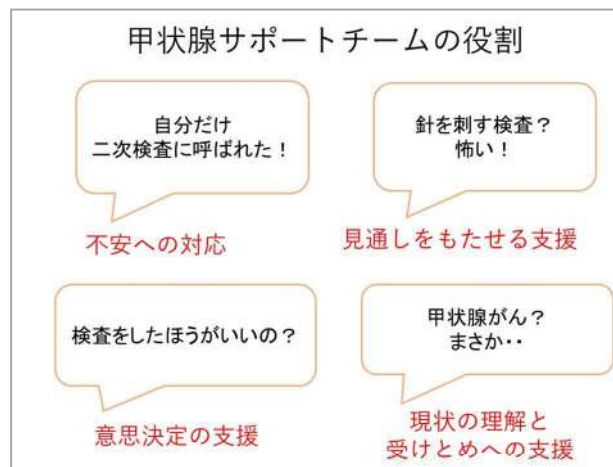 甲状腺サポートチームの役割
自分だけ
二次検査に呼ばれた！
針を刺す検査？
怖い！
不安への対応
見通しをもたせる支援
検査をしたほうがいいの？
甲状腺がん？
まさか・・
意思決定の支援
現状の理解と
受けとめへの支援